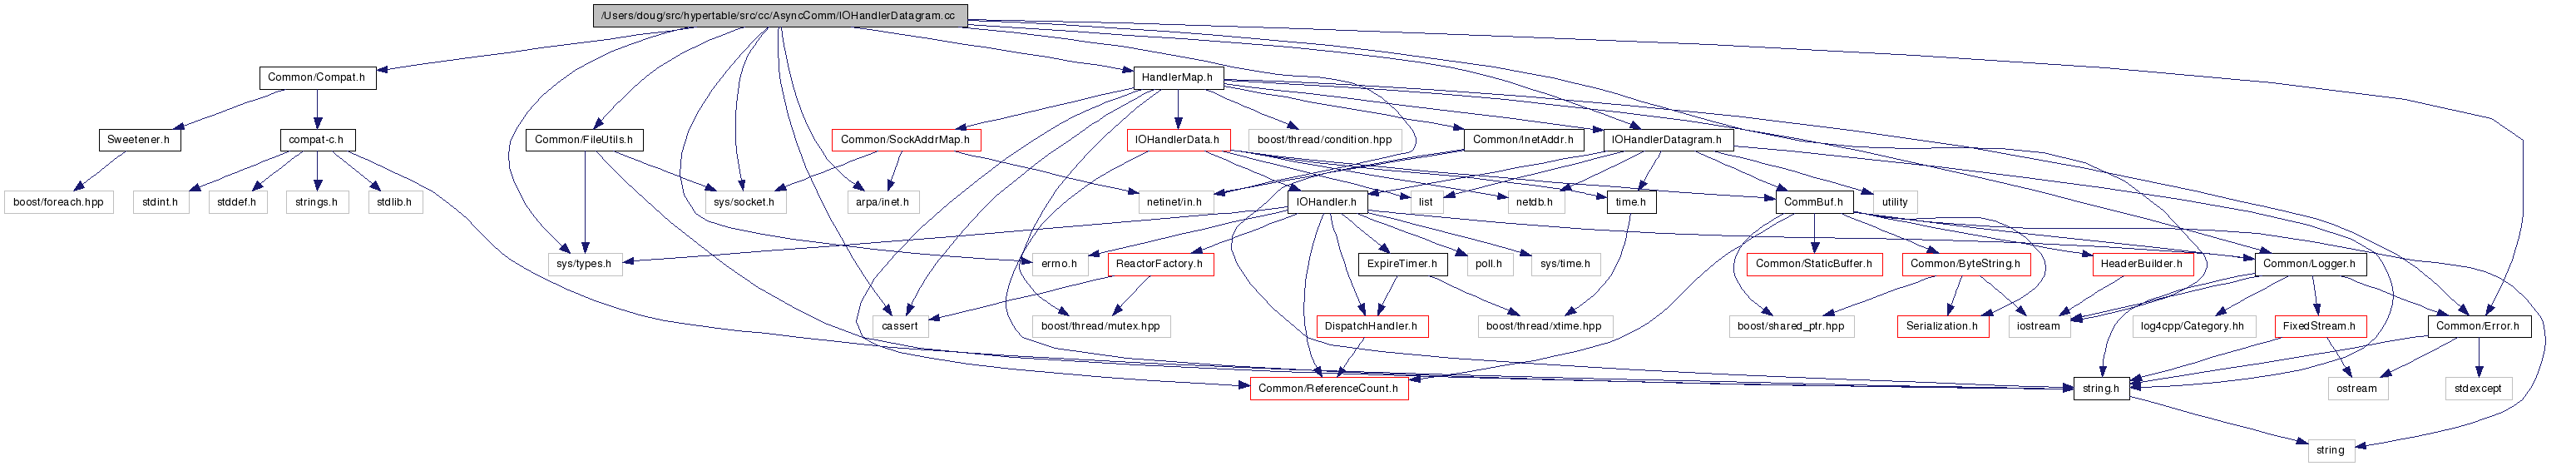 /Users/doug/src/hypertable/src/cc/AsyncComm/IOHandlerDatagram.cc
Common/Compat.h
HandlerMap.h
Sweetener.h
compat-c.h
Common/FileUtils.h
Common/SockAddrMap.h
IOHandlerData.h
boost/thread/condition.hpp
Common/InetAddr.h
IOHandlerDatagram.h
boost/foreach.hpp
stdint.h
stddef.h
strings.h
stdlib.h
sys/socket.h
arpa/inet.h
netinet/in.h
IOHandler.h
list
netdb.h
time.h
CommBuf.h
utility
sys/types.h
errno.h
ReactorFactory.h
ExpireTimer.h
poll.h
sys/time.h
Common/StaticBuffer.h
Common/ByteString.h
HeaderBuilder.h
Common/Logger.h
cassert
boost/thread/mutex.hpp
DispatchHandler.h
boost/thread/xtime.hpp
boost/shared_ptr.hpp
Serialization.h
iostream
log4cpp/Category.hh
FixedStream.h
Common/Error.h
Common/ReferenceCount.h
string.h
ostream
stdexcept
string